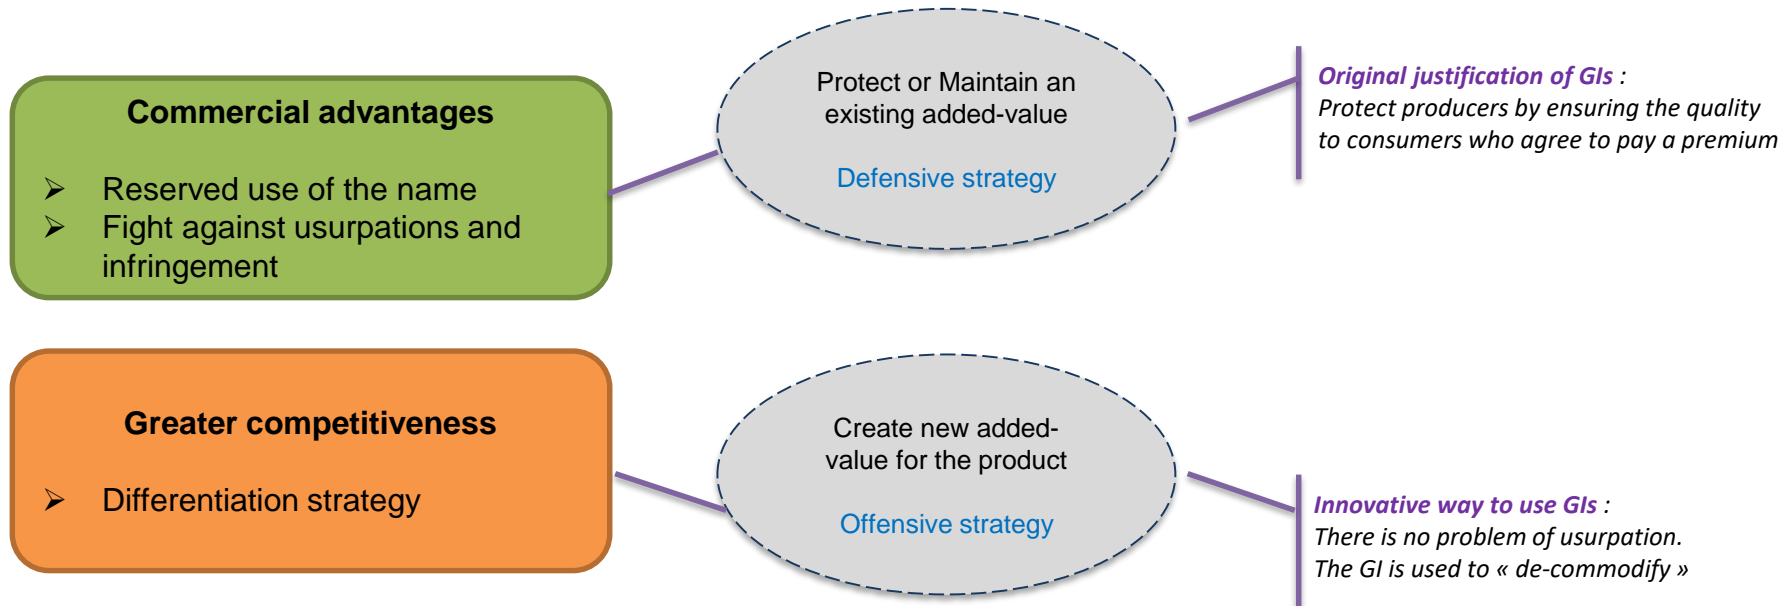 Commercial advantages
➢ Reserved use of the name
➢ Fight against usurpations and
infringement
Protect or Maintain an
existing added-value
Defensive strategy
Original justification of GIs :
Protect producers by ensuring the quality
to consumers who agree to pay a premium
Greater competitiveness
➢ Differentiation strategy
Create new added-
value for the product
Offensive strategy
Innovative way to use GIs :
There is no problem of usurpation.
The GI is used to « de-commodify »